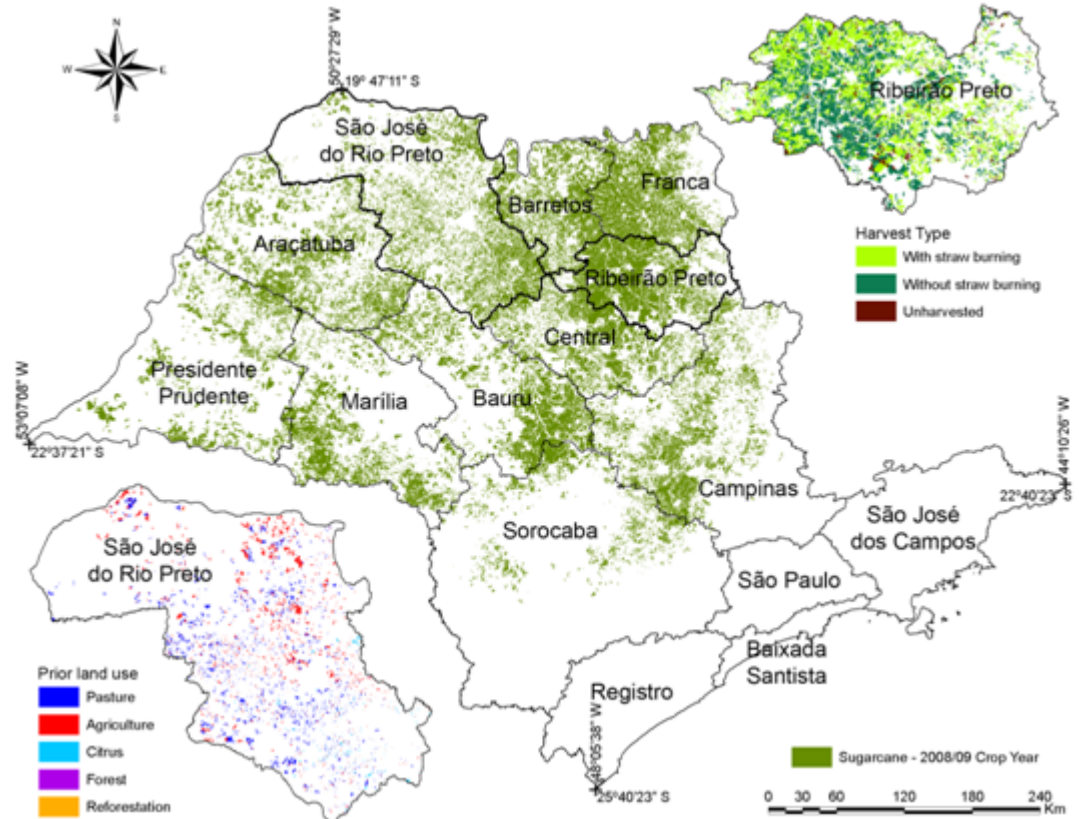 N
W
E
S
50°27'29" W
19° 47'11" S
São José
do Rio Preto
Barretos
Franca
Araçatuba
Ribeirão Preto
Central
Presidente
Prudente
Marília
Bauru
Campinas
Sorocaba
53°07'08" W
22°37'21" S
44°10'26" W
22°40'23" S
São José
dos Campos
São Paulo
Baixada
Santista
Registro
48°05'38" W
25°40'23" S
Ribeirão Preto
Harvest Type
With straw burning
Without straw burning
Unharvested
São José
do Rio Preto
Prior land use
Pasture
Agriculture
Citrus
Forest
Reforestation
Sugarcane - 2008/09 Crop Year
0 30 60 120 180 240
Km